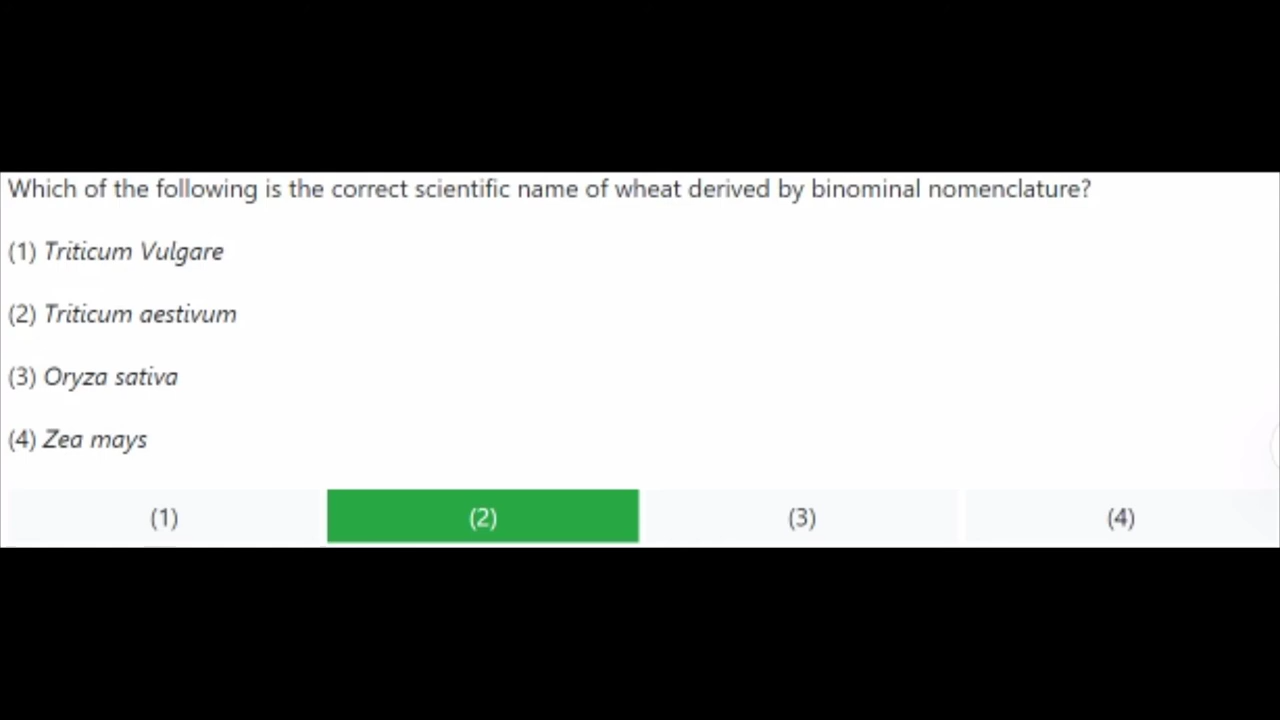 Which of the following is the correct scientific name of wheat derived by binominal nomenclature?
(1) Triticum Vulgare
(2) Triticum aestivum
(3) Oryza sativa
(4) Zea mays
(1) (2) (3) (4)